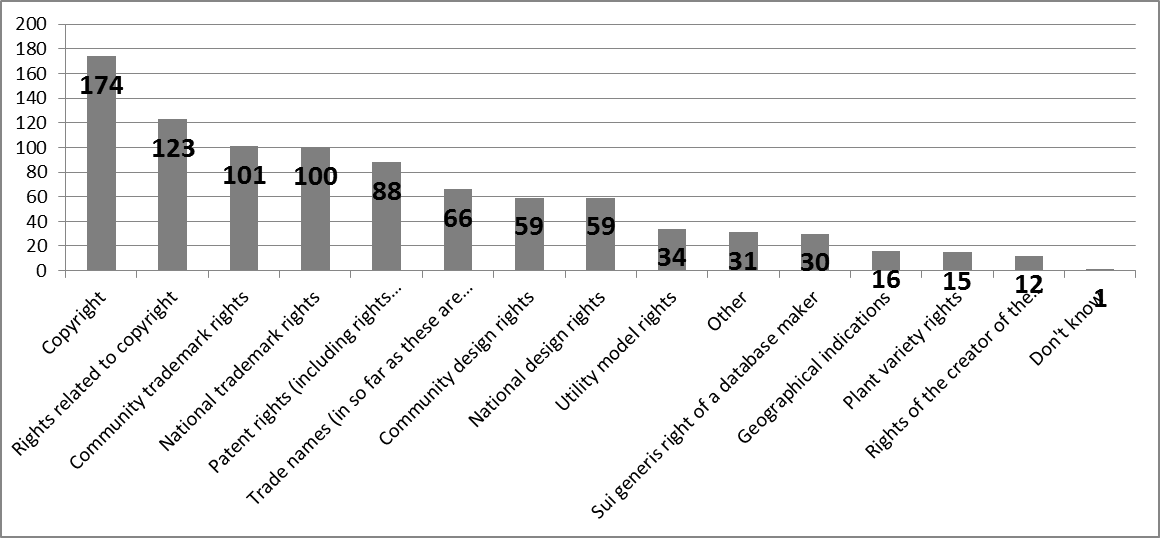 200
180
160
140
120
100
80
60
40
20
0
174
123
101
100
88
66
59
59
34
31
30
16
15
12
1
Copyright
Rights related to copyright
Community trademark rights
National trademark rights
Patent rights (including rights...
Trade names (in so far as these are...
Community design rights
National design rights
Utility model rights
Other
Sui generis right of a database maker
Geographical indications
Plant variety rights
Rights of the creator of the...
Don't know